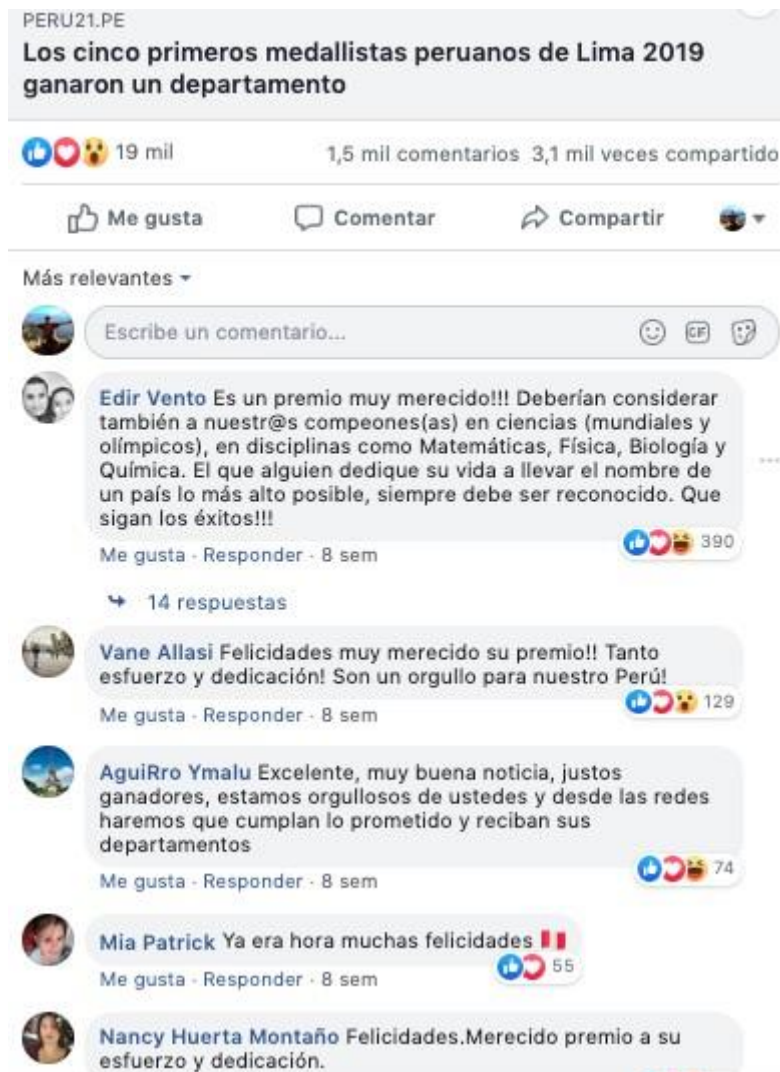 PERU21.PE
Los cinco primeros medallistas peruanos de Lima 2019
ganaron un departamento
19 mil
1,5 mil comentarios 3,1 mil veces compartido
Me gusta
Comentar
Compartir
Más relevantes
Escribe un comentario...
GIF
Edir Vento Es un premio muy merecido!!! Deberían considerar
también a nuestr@s compeones(as) en ciencias (mundiales y
olímpicos), en disciplinas como Matemáticas, Física, Biología y
Química. El que alguien dedique su vida a llevar el nombre de
un país lo más alto posible, siempre debe ser reconocido. Que
sigan los éxitos!!!
390
Me gusta · Responder · 8 sem
14 respuestas
Vane Allasi Felicidades muy merecido su premio!! Tanto
esfuerzo y dedicación! Son un orgullo para nuestro Perú!
129
Me gusta · Responder · 8 sem
AguiRro Ymalu Excelente, muy buena noticia, justos
ganadores, estamos orgullosos de ustedes y desde las redes
haremos que cumplan lo prometido y reciban sus
departamentos
74
Me gusta · Responder · 8 sem
Mia Patrick Ya era hora muchas felicidades 🇵🇪
55
Me gusta · Responder · 8 sem
Nancy Huerta Montaño Felicidades.Merecido premio a su
esfuerzo y dedicación.